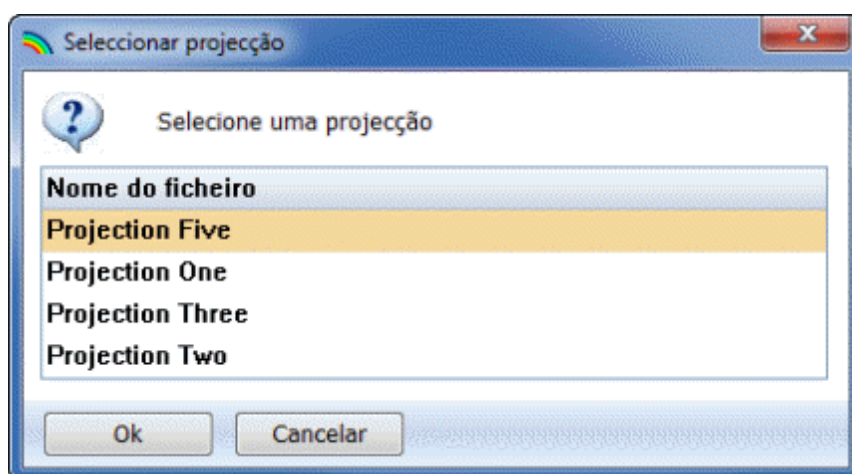 Seleccionar projecção
Selecione uma projecção
Nome do ficheiro
Projection Five
Projection One
Projection Three
Projection Two
Ok Cancelar